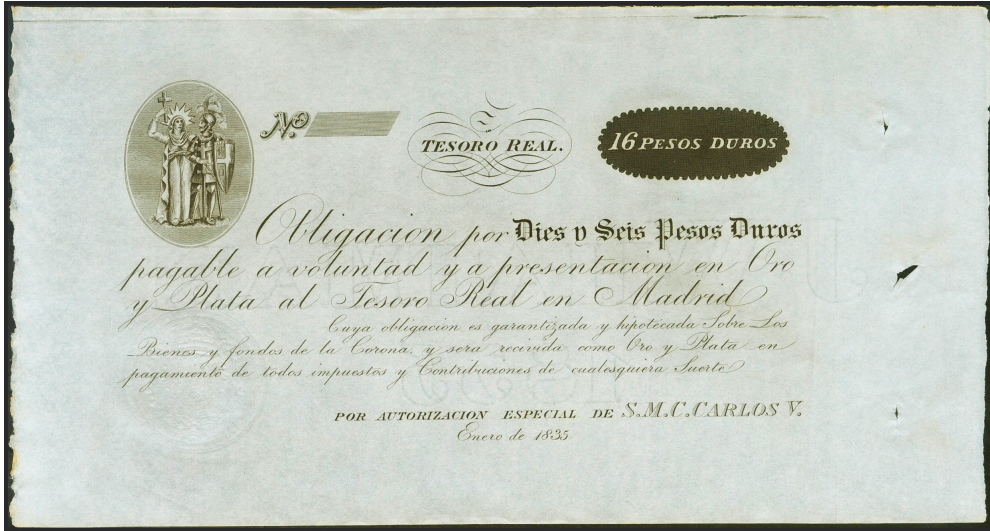 No.
TESORO REAL.
16 PESOS DUROS
Obligacion por Dies y Seis Pesos Duros
pagable a voluntad y a presentacion en Oro
y Plata al Tesoro Real en Madrid
Cuya obligacion es garantizada y hipotecada Sobre Los
Bienes y fondos de la Corona, y sera recivida como Oro y Plata en
pagamiento de todos impuestos y Contribuciones de cualesquiera Suerte
POR AUTORIZACION ESPECIAL DE S.M.C. CARLOS V.
Enero de 1835